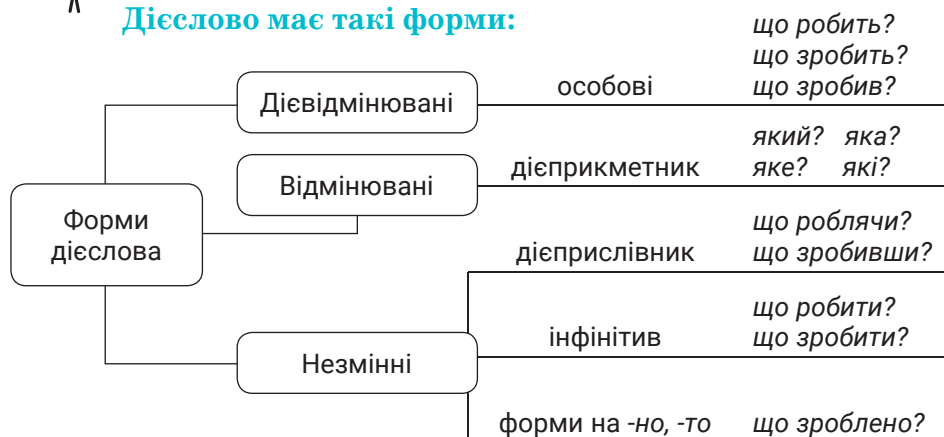 Дієслово має такі форми:
Форми
дієслова
Дієвідмінювані
особові
що робить?
що зробить?
що зробив?
Відмінювані
дієприкметник
який? яка?
яке? які?
Незмінні
дієприслівник
що роблячи?
що зробивши?
інфінітив
що робити?
що зробити?
форми на -но, -то
що зроблено?